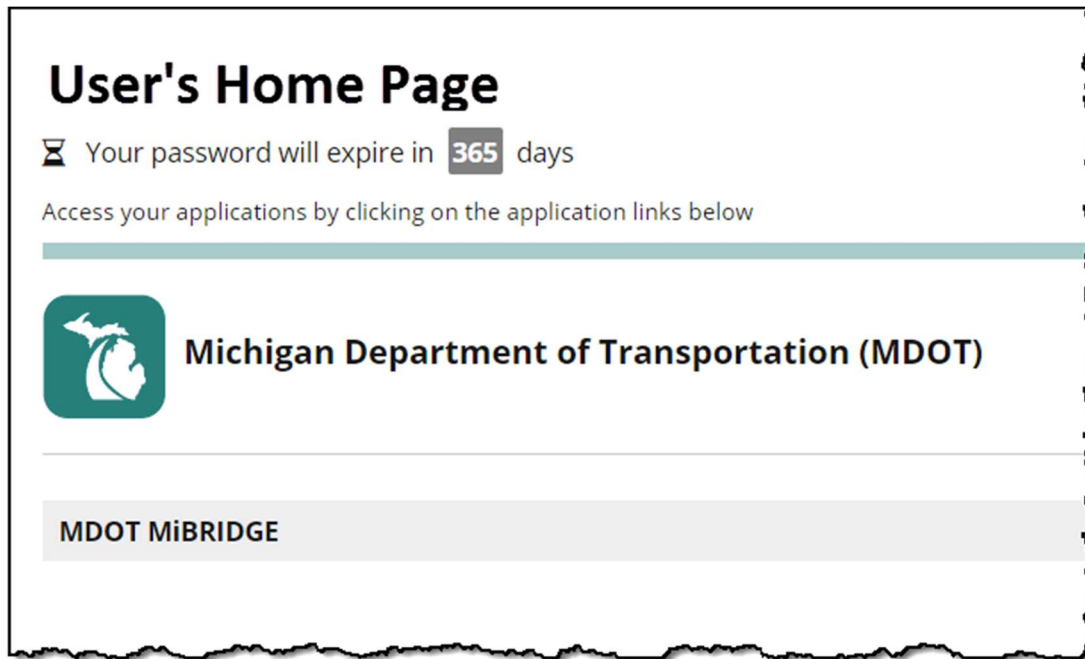 User's Home Page
Your password will expire in 365 days
Access your applications by clicking on the application links below
Michigan Department of Transportation (MDOT)
MDOT MiBRIDGE